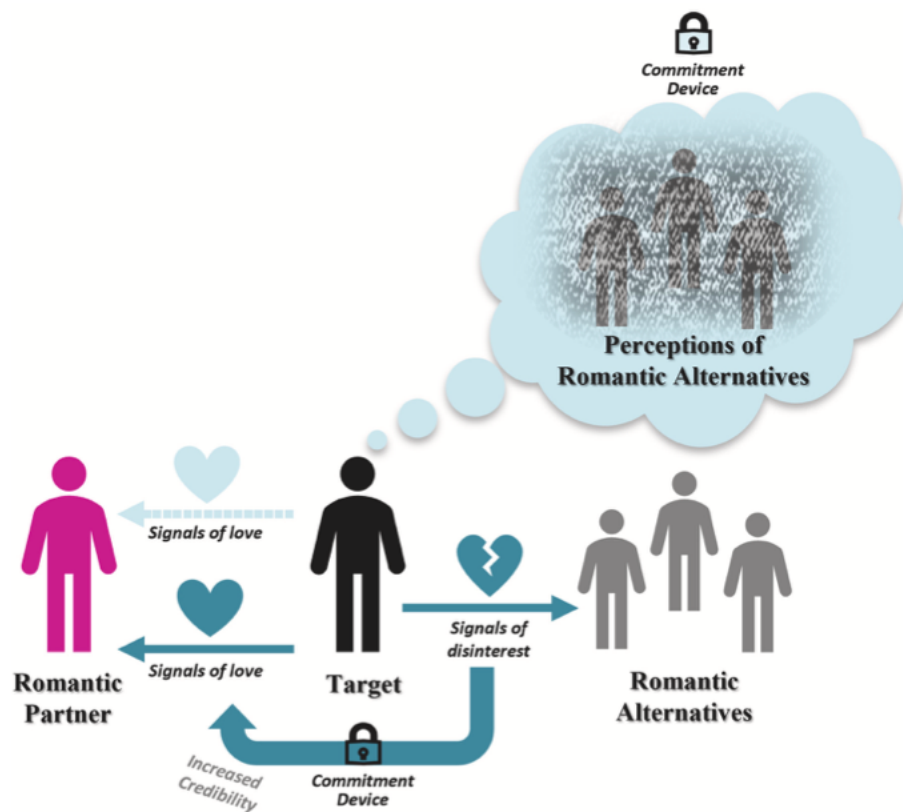 Commitment
Device
Perceptions of
Romantic Alternatives
Signals of love
Signals of love
Signals of
disinterest
Romantic
Partner
Target
Romantic
Alternatives
Increased
Credibility
Commitment
Device